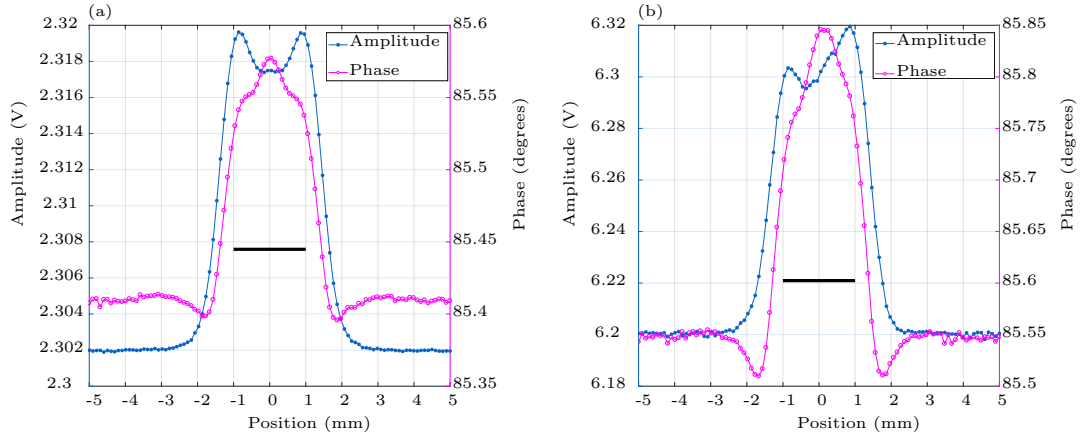 (a)
2.32
2.318
2.316
2.314
2.312
2.31
2.308
2.306
2.304
2.302
2.3
Amplitude (V)
-5 -4 -3 -2 -1 0 1 2 3 4 5
Position (mm)
85.6
85.55
85.5
85.45
85.4
85.35
Phase (degrees)
Amplitude
Phase
(b)
6.32
6.3
6.28
6.26
6.24
6.22
6.2
6.18
Amplitude (V)
-5 -4 -3 -2 -1 0 1 2 3 4 5
Position (mm)
85.85
85.8
85.75
85.7
85.65
85.6
85.55
85.5
Phase (degrees)
Amplitude
Phase